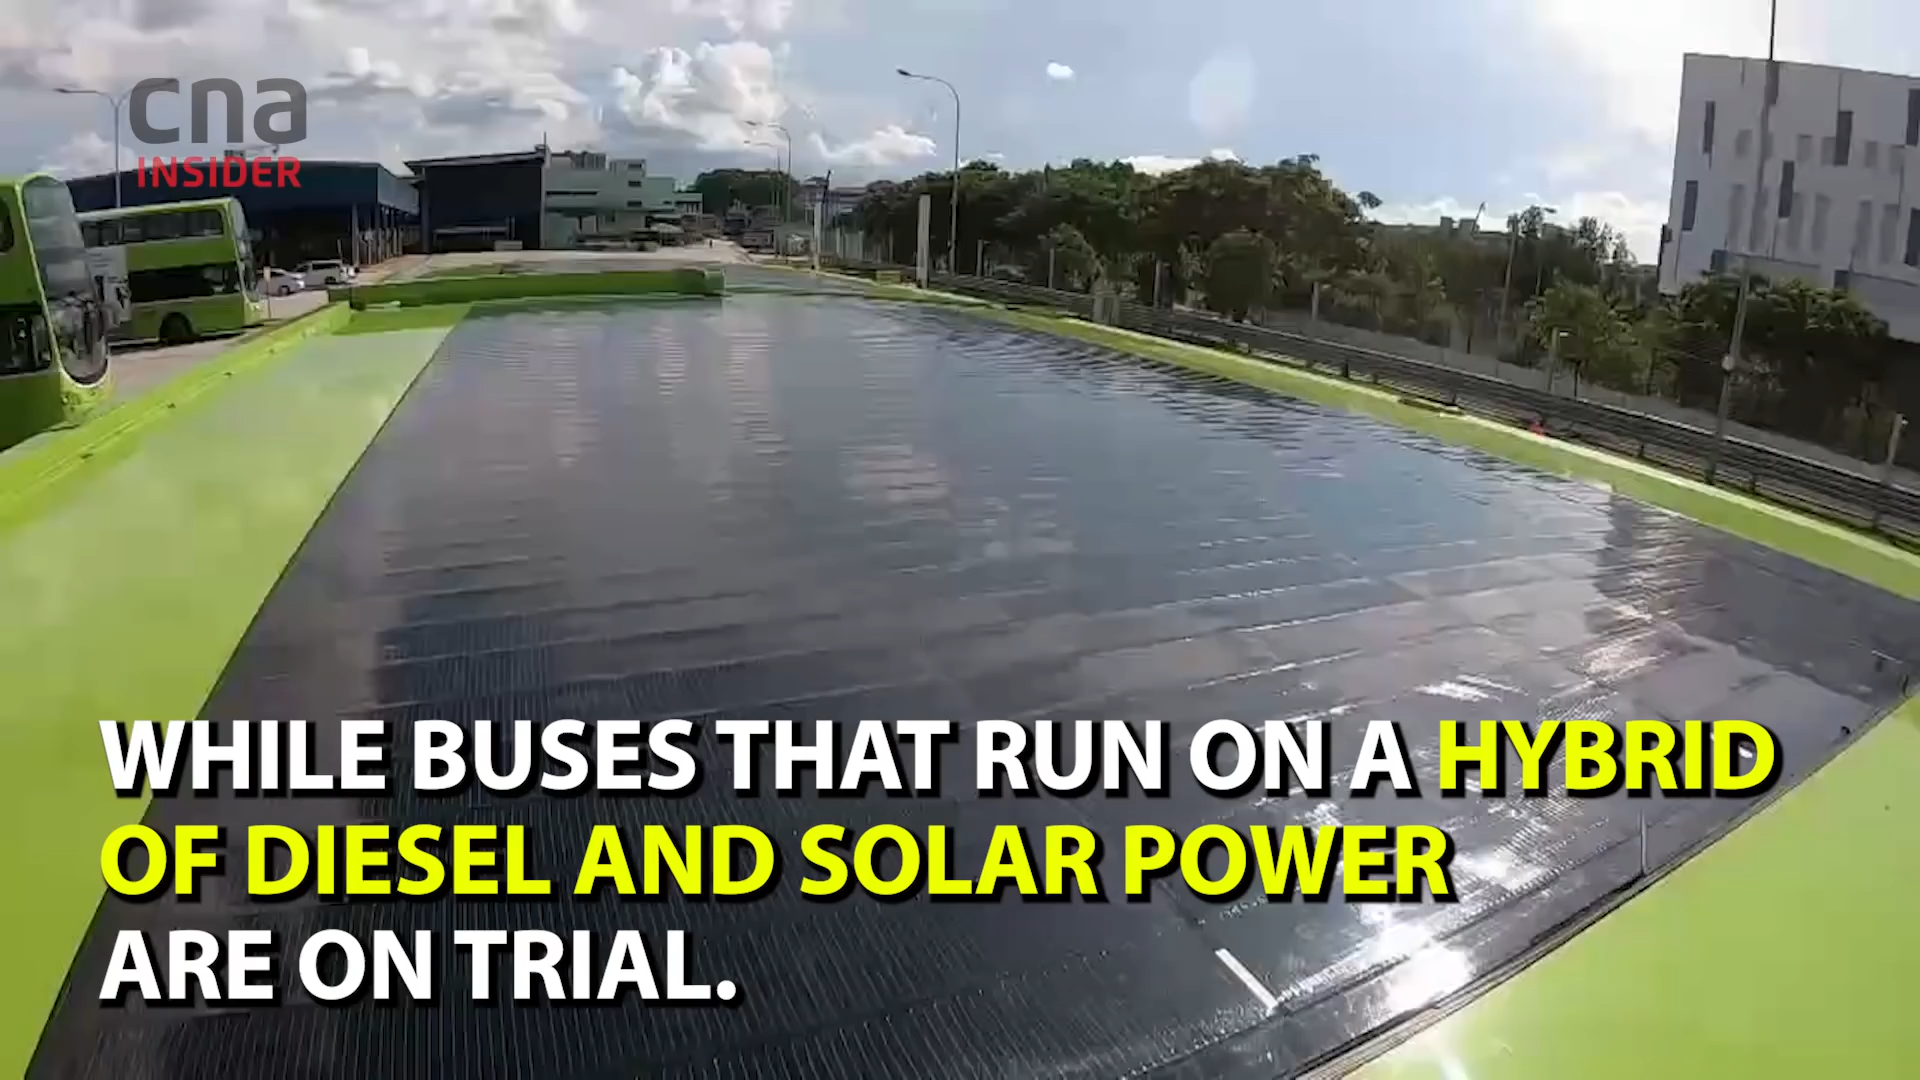 cna
INSIDER
WHILE BUSES THAT RUN ON A HYBRID
OF DIESEL AND SOLAR POWER
ARE ON TRIAL.